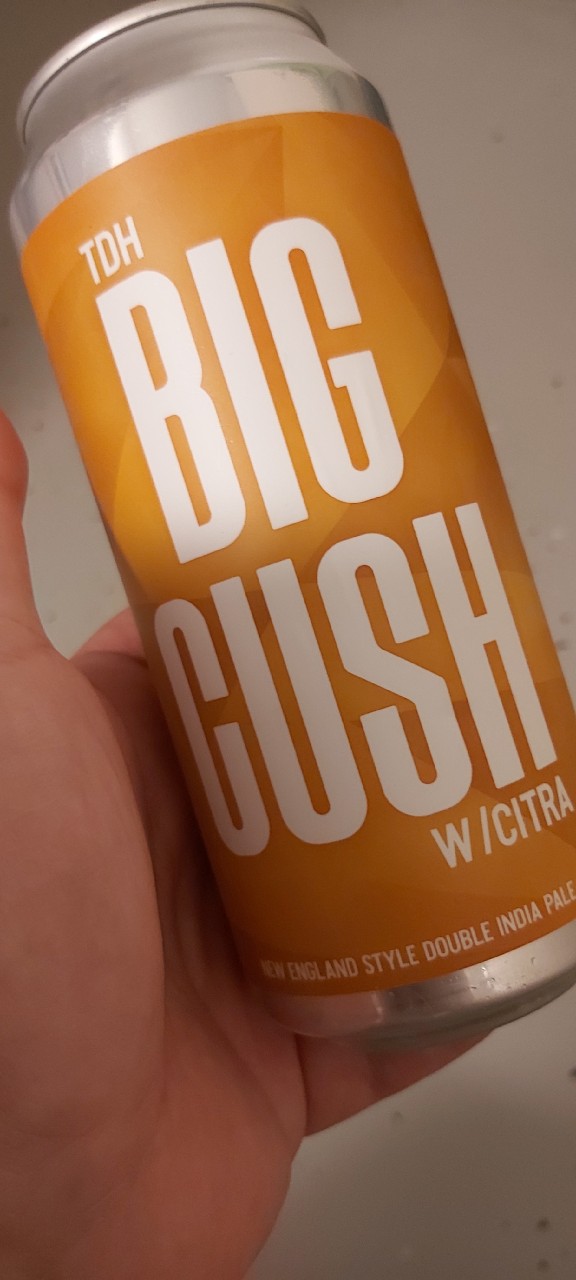 TDH
BIG
CUSH
W/CITRA
NEW ENGLAND STYLE DOUBLE INDIA PALE